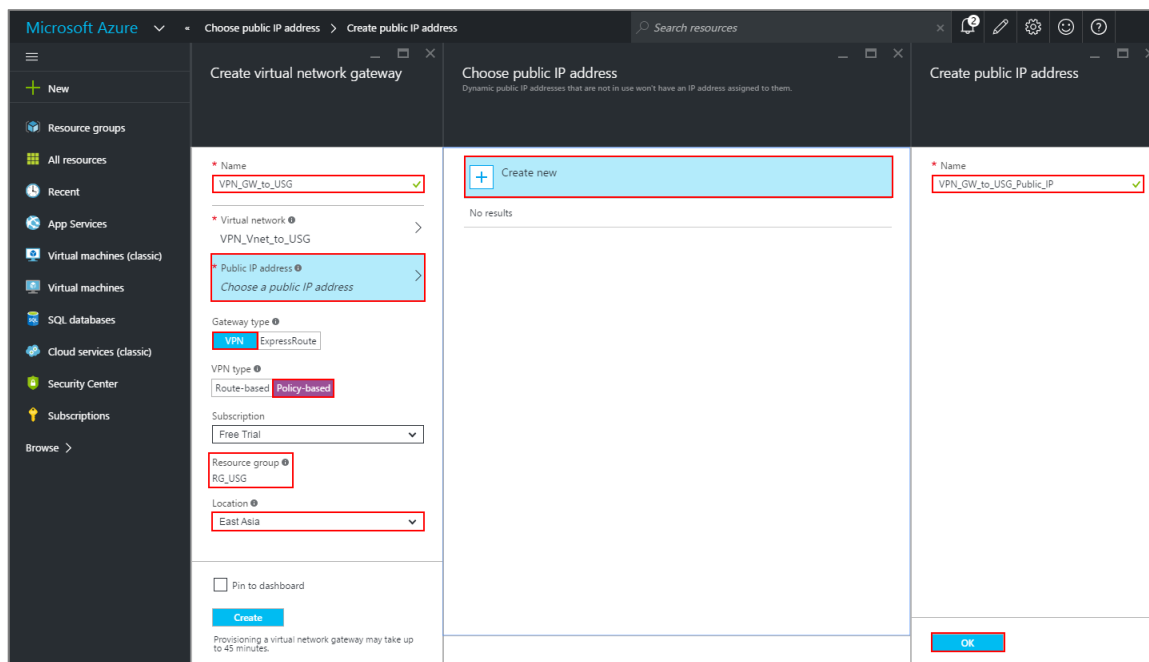 Microsoft Azure
Choose public IP address > Create public IP address
Search resources
2
New
Resource groups
All resources
Recent
App Services
Virtual machines (classic)
Virtual machines
SQL databases
Cloud services (classic)
Security Center
Subscriptions
Browse >
Create virtual network gateway
* Name
VPN_GW_to_USG
* Virtual network
VPN_Vnet_to_USG
* Public IP address
Choose a public IP address
Gateway type
VPN ExpressRoute
VPN type
Route-based Policy-based
Subscription
Free Trial
Resource group
RG_USG
Location
East Asia
Pin to dashboard
Create
Provisioning a virtual network gateway may take up
to 45 minutes.
Choose public IP address
Dynamic public IP addresses that are not in use won't have an IP address assigned to them.
Create new
No results
Create public IP address
* Name
VPN_GW_to_USG_Public_IP
OK